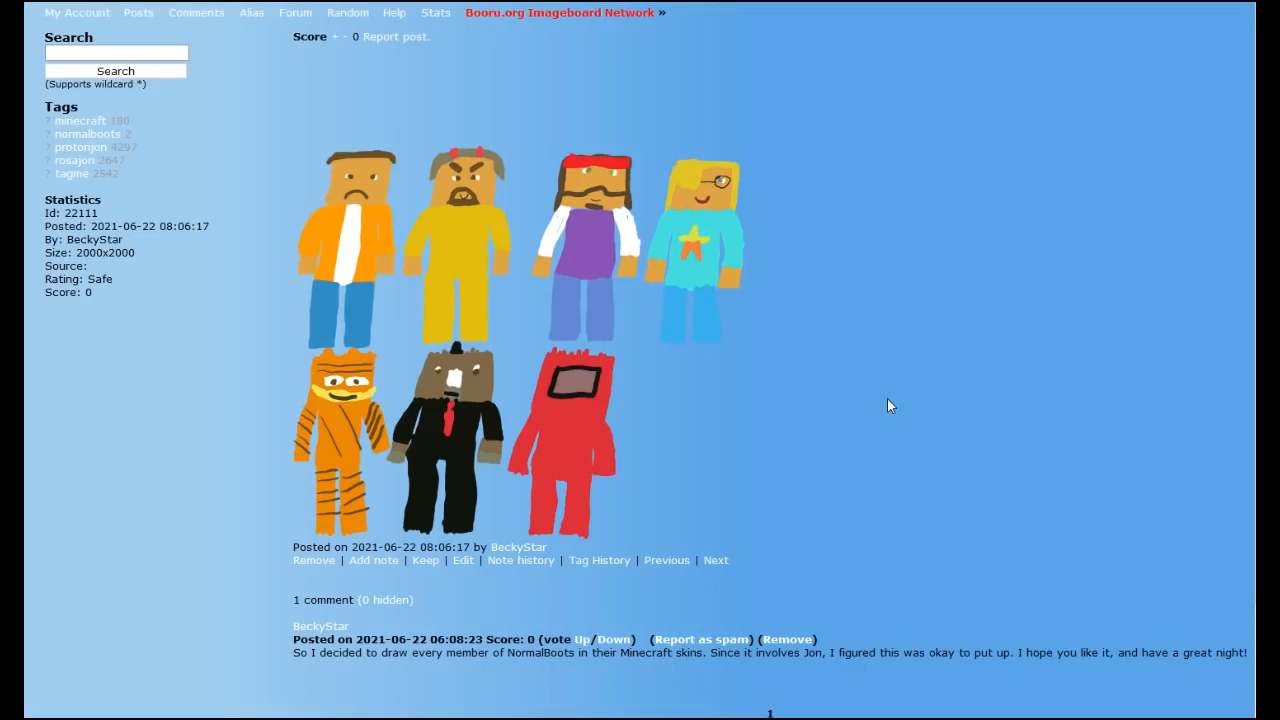 My Account Posts Comments Alias Forum Random Help Stats Booru.org Imageboard Network »
Search
Search
(Supports wildcard *)
Tags
? minecraft 180
? normalboots 2
? protonjon 4297
? rosajon 2647
? tagme 2542
Statistics
Id: 22111
Posted: 2021-06-22 08:06:17
By: BeckyStar
Size: 2000x2000
Source:
Rating: Safe
Score: 0
Score + - 0 Report post.
Posted on 2021-06-22 08:06:17 by BeckyStar
Remove | Add note | Keep | Edit | Note history | Tag History | Previous | Next
1 comment (0 hidden)
BeckyStar
Posted on 2021-06-22 06:08:23 Score: 0 (vote Up/Down) (Report as spam) (Remove)
So I decided to draw every member of NormalBoots in their Minecraft skins. Since it involves Jon, I figured this was okay to put up. I hope you like it, and have a great night!
1